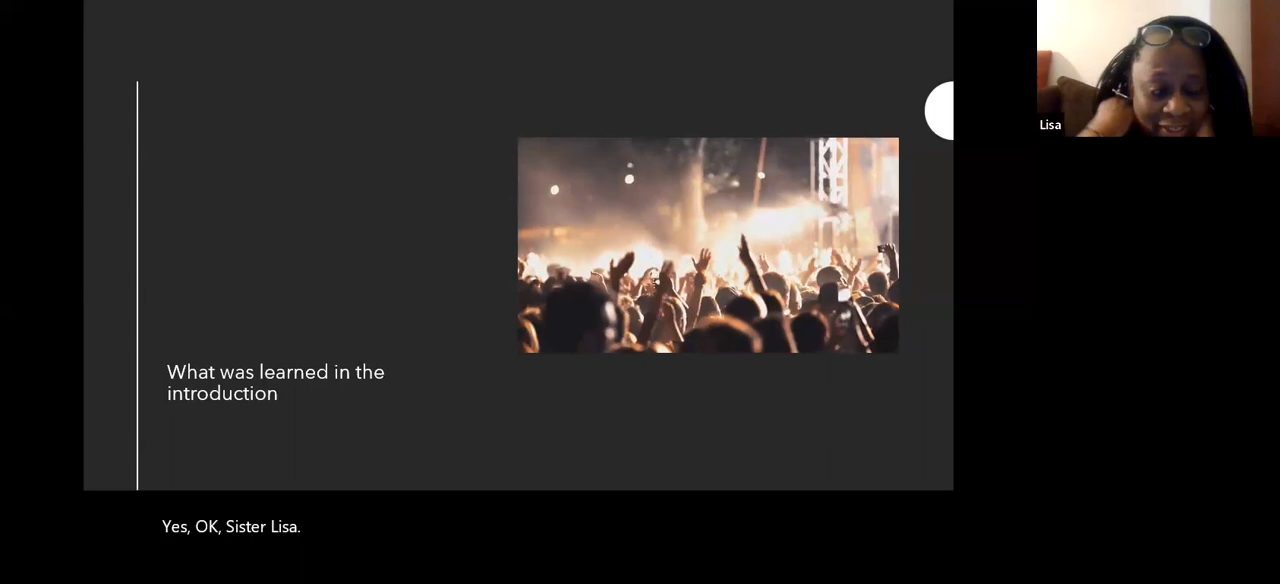 Lisa
What was learned in the
introduction
Yes, OK, Sister Lisa.